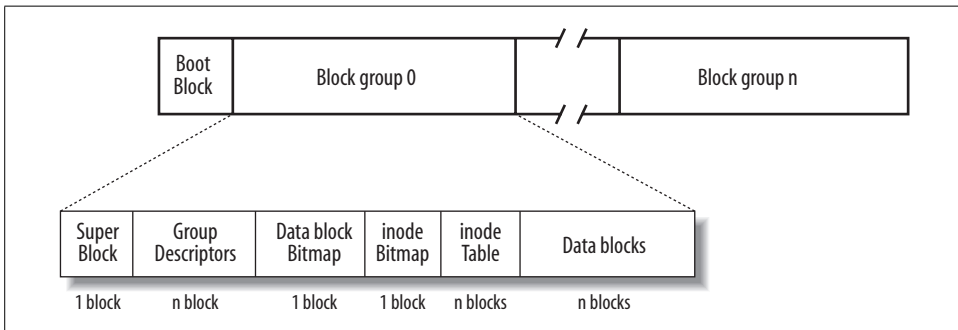 Boot
Block
Block group 0
Block group n
Super
Block
Group
Descriptors
Data block
Bitmap
inode
Bitmap
inode
Table
Data blocks
1 block
n block
1 block
1 block
n blocks
n blocks